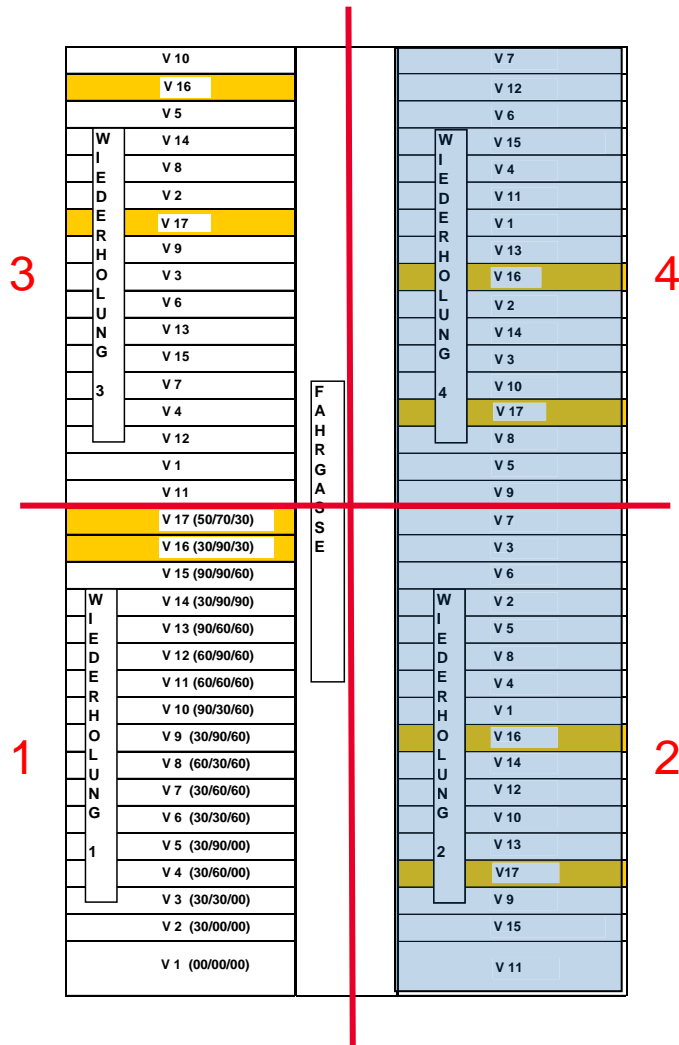 V 10
V 16
V 5
V 14
V 8
V 2
V 17
V 9
V 3
V 6
V 13
V 15
V 7
V 4
V 12
V 1
V 11
WIEDERHOLUNG 3
3
V 17 (50/70/30)
V 16 (30/90/30)
V 15 (90/90/60)
V 14 (30/90/90)
V 13 (90/60/60)
V 12 (60/90/60)
V 11 (60/60/60)
V 10 (90/30/60)
V 9 (30/90/60)
V 8 (60/30/60)
V 7 (30/60/60)
V 6 (30/30/60)
V 5 (30/90/00)
V 4 (30/60/00)
V 3 (30/30/00)
V 2 (30/00/00)
V 1 (00/00/00)
WIEDERHOLUNG 1
1
FAHRGASSE
V 7
V 12
V 6
V 15
V 4
V 11
V 1
V 13
V 16
V 2
V 14
V 3
V 10
V 17
V 8
V 5
V 9
WIEDERHOLUNG 4
4
V 7
V 3
V 6
V 2
V 5
V 8
V 4
V 1
V 16
V 14
V 12
V 10
V 13
V17
V 9
V 15
V 11
WIEDERHOLUNG 2
2